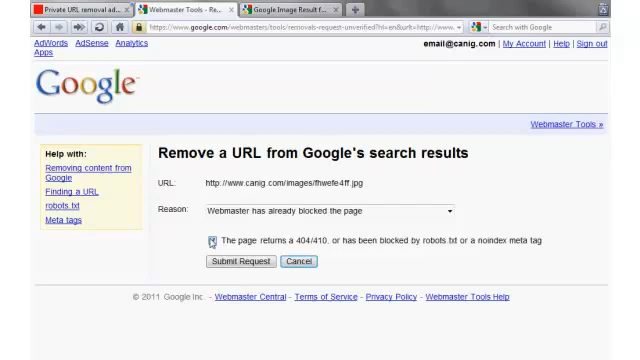 Private URL removal ad...
Webmaster Tools - Re...
Google Image Result f...
https://www.google.com/webmasters/tools/removals-request-unverified?hl=en&urlt=http://www.
Search with Google
AdWords AdSense Analytics
Apps
email@canig.com | My Account | Help | Sign out
Google
Webmaster Tools »
Help with:
Removing content from
Google
Finding a URL
robots.txt
Meta tags
Remove a URL from Google's search results
URL: http://www.canig.com/images/fhwefe4ff.jpg
Reason: Webmaster has already blocked the page
The page returns a 404/410, or has been blocked by robots.txt or a noindex meta tag
Submit Request Cancel
© 2011 Google Inc. - Webmaster Central - Terms of Service - Privacy Policy - Webmaster Tools Help